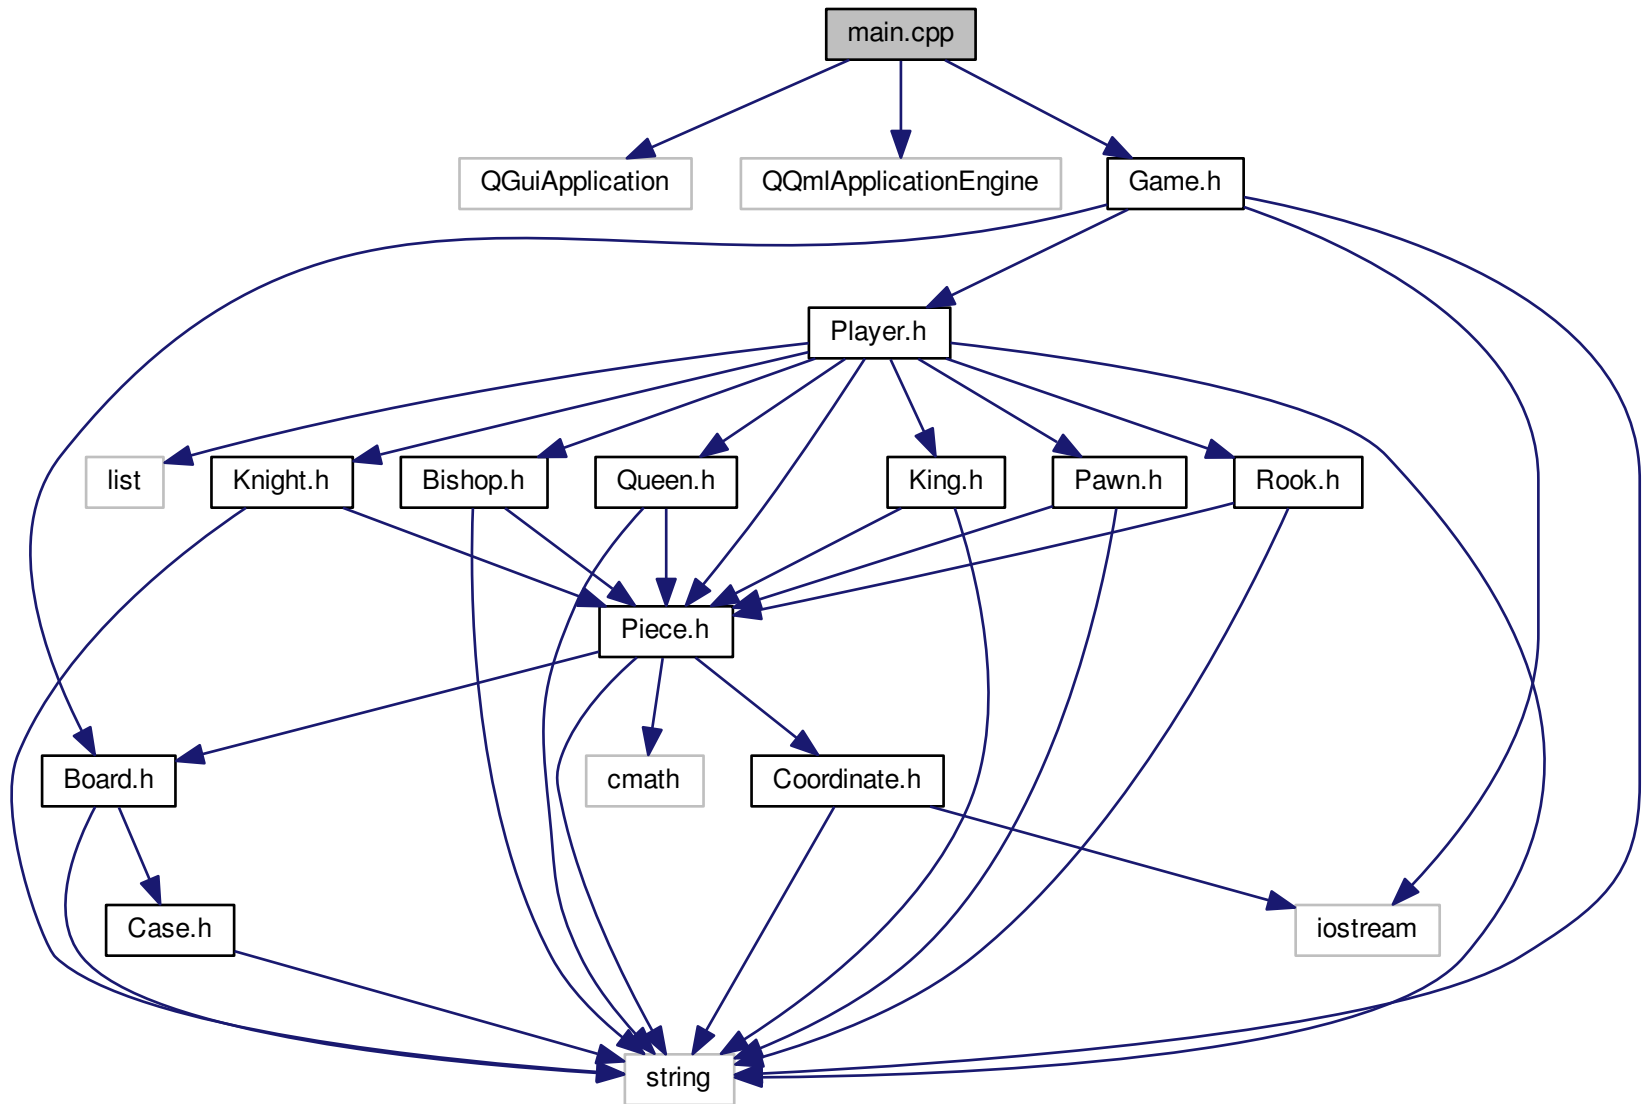 main.cpp
QGuiApplication
QQmlApplicationEngine
Game.h
Player.h
list
Knight.h
Bishop.h
Queen.h
King.h
Pawn.h
Rook.h
Piece.h
Board.h
cmath
Coordinate.h
Case.h
iostream
string